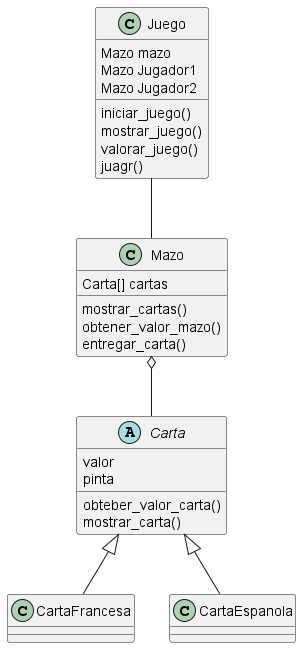 C Juego
Mazo mazo
Mazo Jugador1
Mazo Jugador2
iniciar_juego()
mostrar_juego()
valorar_juego()
juagr()
C Mazo
Carta[] cartas
mostrar_cartas()
obtener_valor_mazo()
entregar_carta()
A Carta
valor
pinta
obteber_valor_carta()
mostrar_carta()
C CartaFrancesa
C CartaEspanola